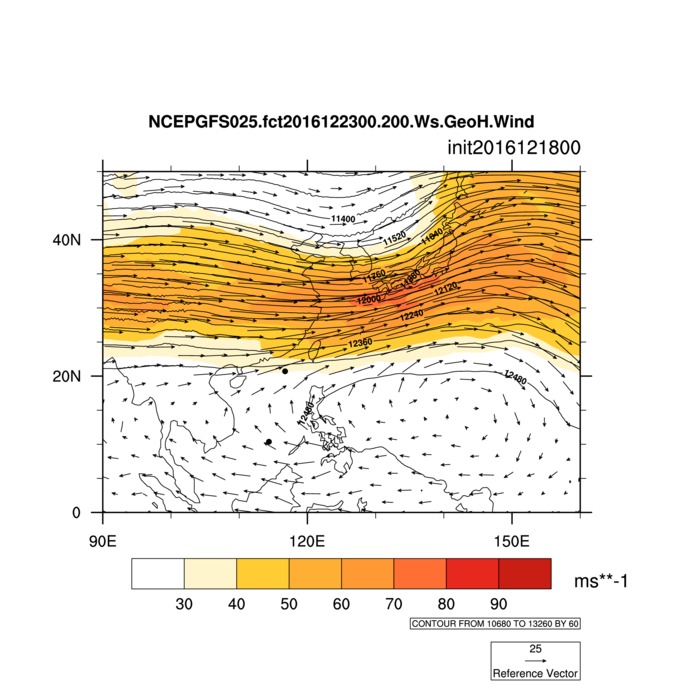 NCEPGFS025.fct2016122300.200.Ws.GeoH.Wind
init2016121800
40N
20N
0
90E 120E 150E
11400
11520
11640
11760
11880
12000
12120
12240
12360
12480
12480
30 40 50 60 70 80 90
ms**-1
CONTOUR FROM 10680 TO 13260 BY 60
25
Reference Vector